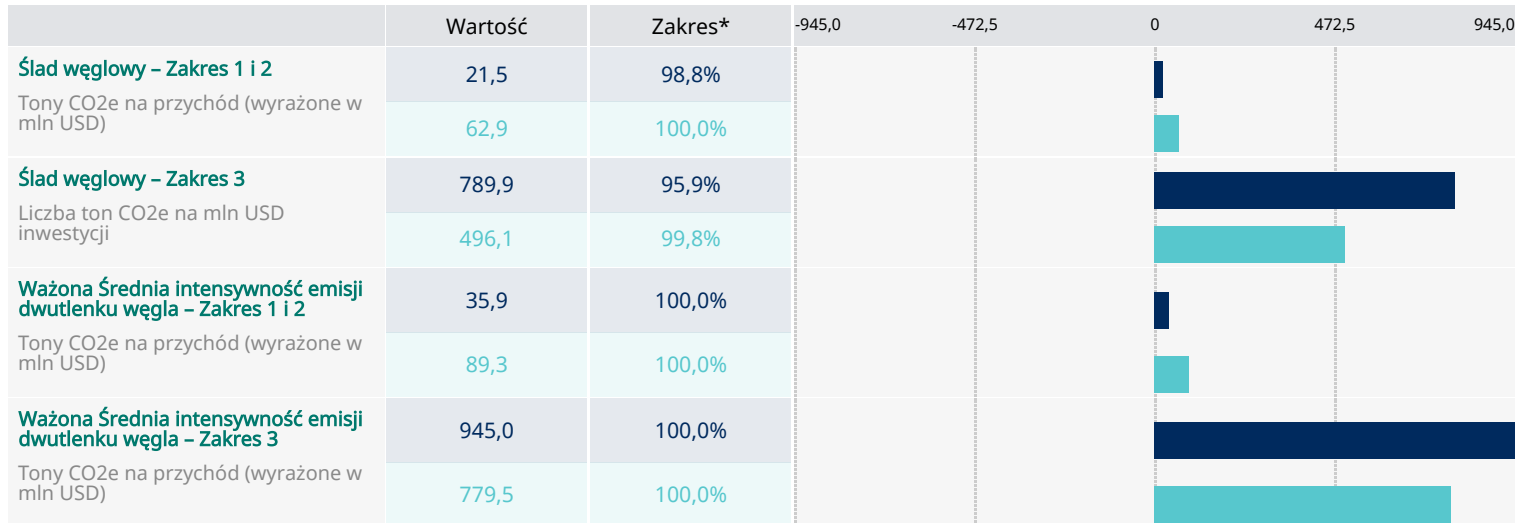 Wartość Zakres* -945,0 -472,5 0 472,5 945,0
Ślad węglowy – Zakres 1 i 2
Tony CO2e na przychód (wyrażone w
mln USD)
21,5 98,8%
62,9 100,0%
Ślad węglowy – Zakres 3
Liczba ton CO2e na mln USD
inwestycji
789,9 95,9%
496,1 99,8%
Ważona Średnia intensywność emisji
dwutlenku węgla – Zakres 1 i 2
Tony CO2e na przychód (wyrażone w
mln USD)
35,9 100,0%
89,3 100,0%
Ważona Średnia intensywność emisji
dwutlenku węgla – Zakres 3
Tony CO2e na przychód (wyrażone w
mln USD)
945,0 100,0%
779,5 100,0%